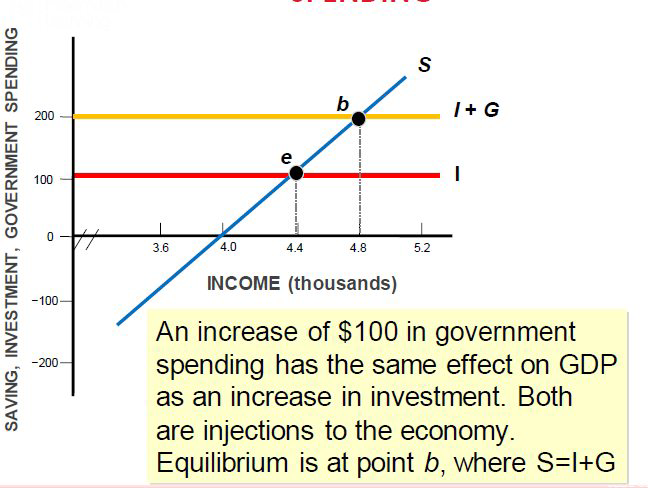 SPENDING
SAVING, INVESTMENT, GOVERNMENT SPENDING
S
b
200
I + G
e
100
I
0
3.6 4.0 4.4 4.8 5.2
INCOME (thousands)
−100
−200
An increase of $100 in government
spending has the same effect on GDP
as an increase in investment. Both
are injections to the economy.
Equilibrium is at point b, where S=I+G